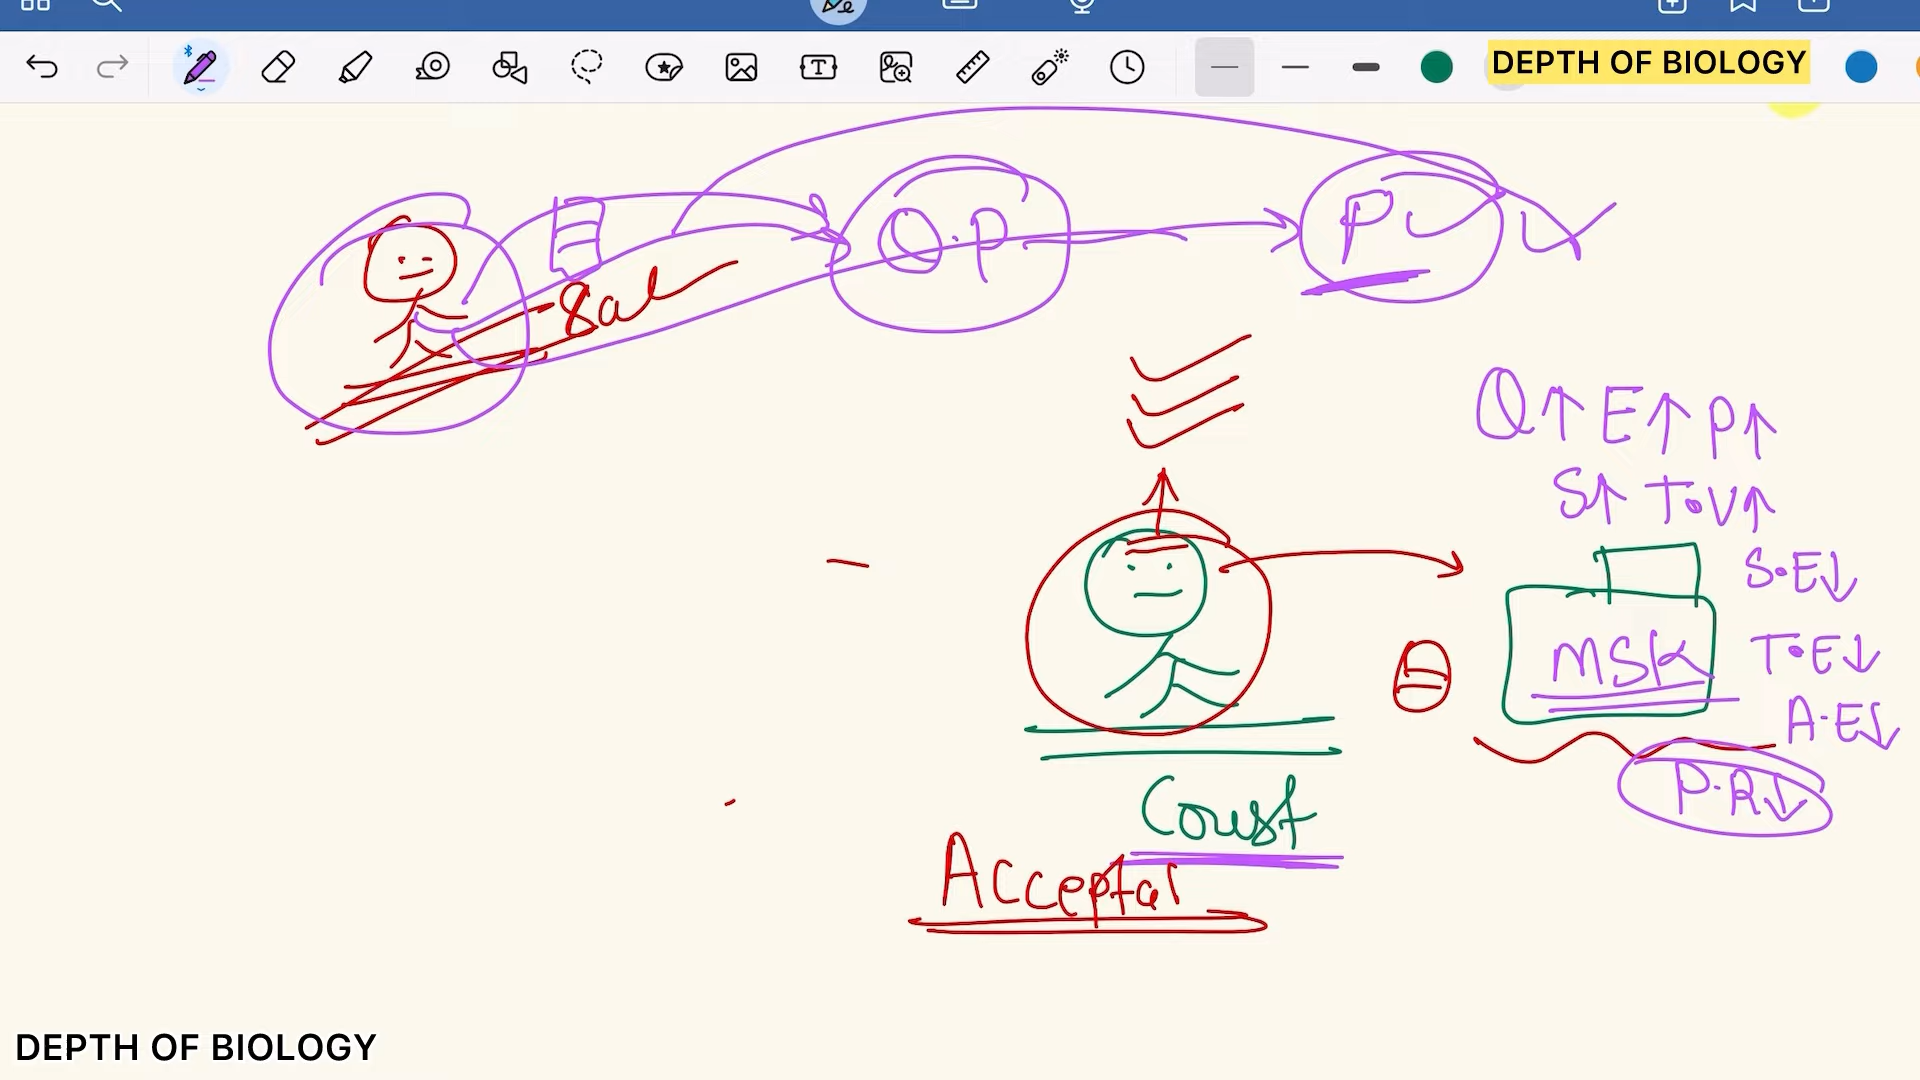 DEPTH OF BIOLOGY
Q.P
P
Sal
Q↑ E↑ P↑
S↑ T.V↑
S.E↓
MSK T.E↓
A.E↓
P.R↓
Coust
Acceptal
DEPTH OF BIOLOGY